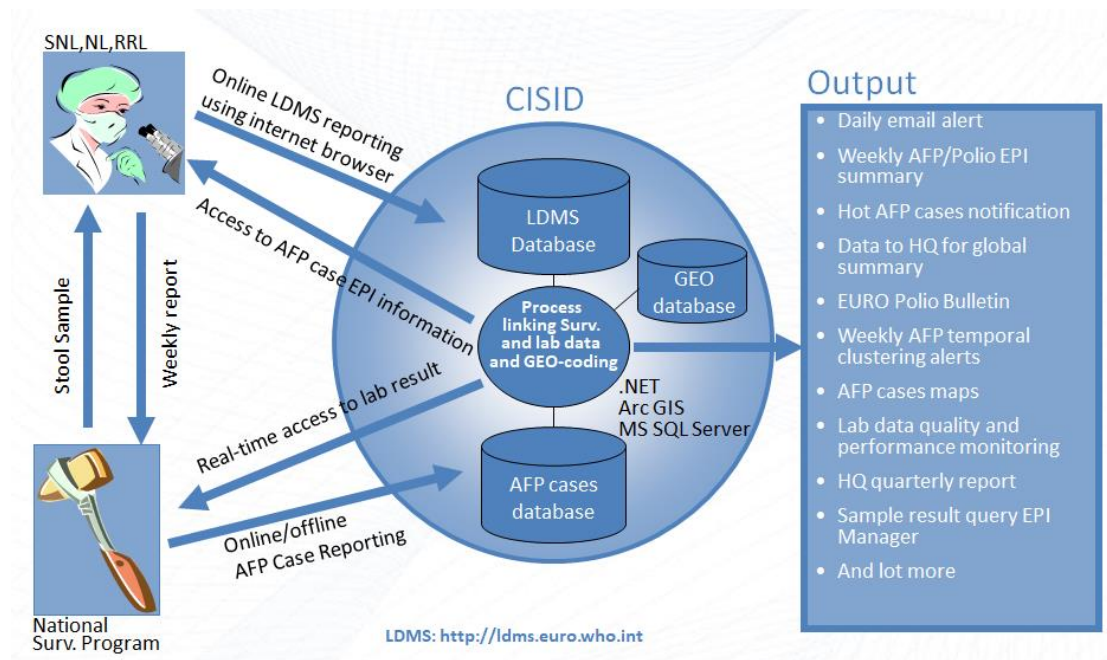 SNL,NL,RRL
Online LDMS reporting
using internet browser
Access to AFP case EPI information
Stool Sample
Weekly report
Real-time access to lab result
Online/offline
AFP Case Reporting
National
Surv. Program
CISID
LDMS
Database
GEO
database
Process
linking Surv.
and lab data
and GEO-coding
.NET
Arc GIS
MS SQL Server
AFP cases
database
LDMS: http://ldms.euro.who.int
Output
• Daily email alert
• Weekly AFP/Polio EPI
summary
• Hot AFP cases notification
• Data to HQ for global
summary
• EURO Polio Bulletin
• Weekly AFP temporal
clustering alerts
• AFP cases maps
• Lab data quality and
performance monitoring
• HQ quarterly report
• Sample result query EPI
Manager
• And lot more